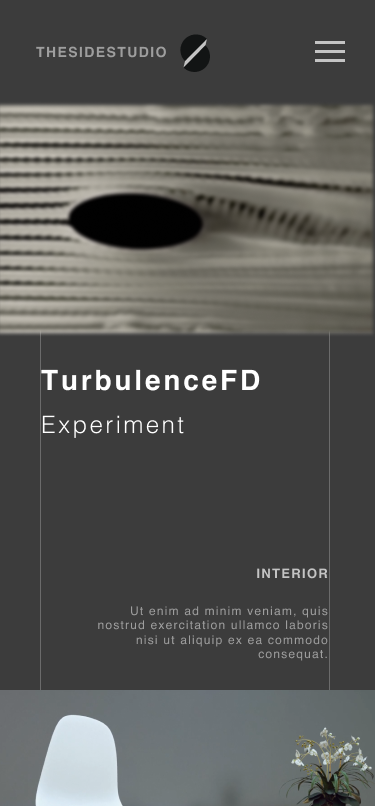 THESIDESTUDIO
TurbulenceFD
Experiment
INTERIOR
Ut enim ad minim veniam, quis
nostrud exercitation ullamco laboris
nisi ut aliquip ex ea commodo
consequat.